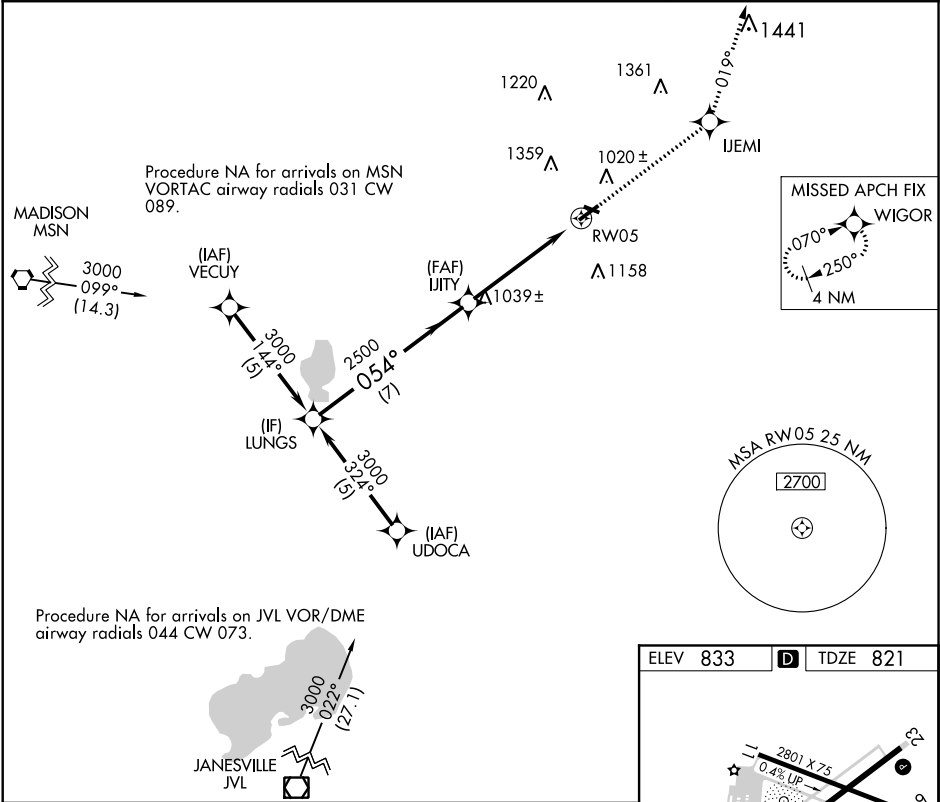 1441
019°
1361
1220
IJEMI
1359
1020 ±
Procedure NA for arrivals on MSN
VORTAC airway radials 031 CW
089.
MISSED APCH FIX
WIGOR
070°
250°
4 NM
MADISON
MSN
3000
099°
(14.3)
(IAF)
VECUY
RW05
(FAF)
IJITY
1158
1039 ±
3000
144°
(5)
2500
054°
(7)
(IF)
LUNGS
3000
324°
(5)
(IAF)
UDOCA
MSA RW05 25 NM
2700
Procedure NA for arrivals on JVL VOR/DME
airway radials 044 CW 073.
3000
022°
(27.1)
JANESVILLE
JVL
ELEV 833
D
TDZE 821
23
11
2801 X 75
0.4% UP
P